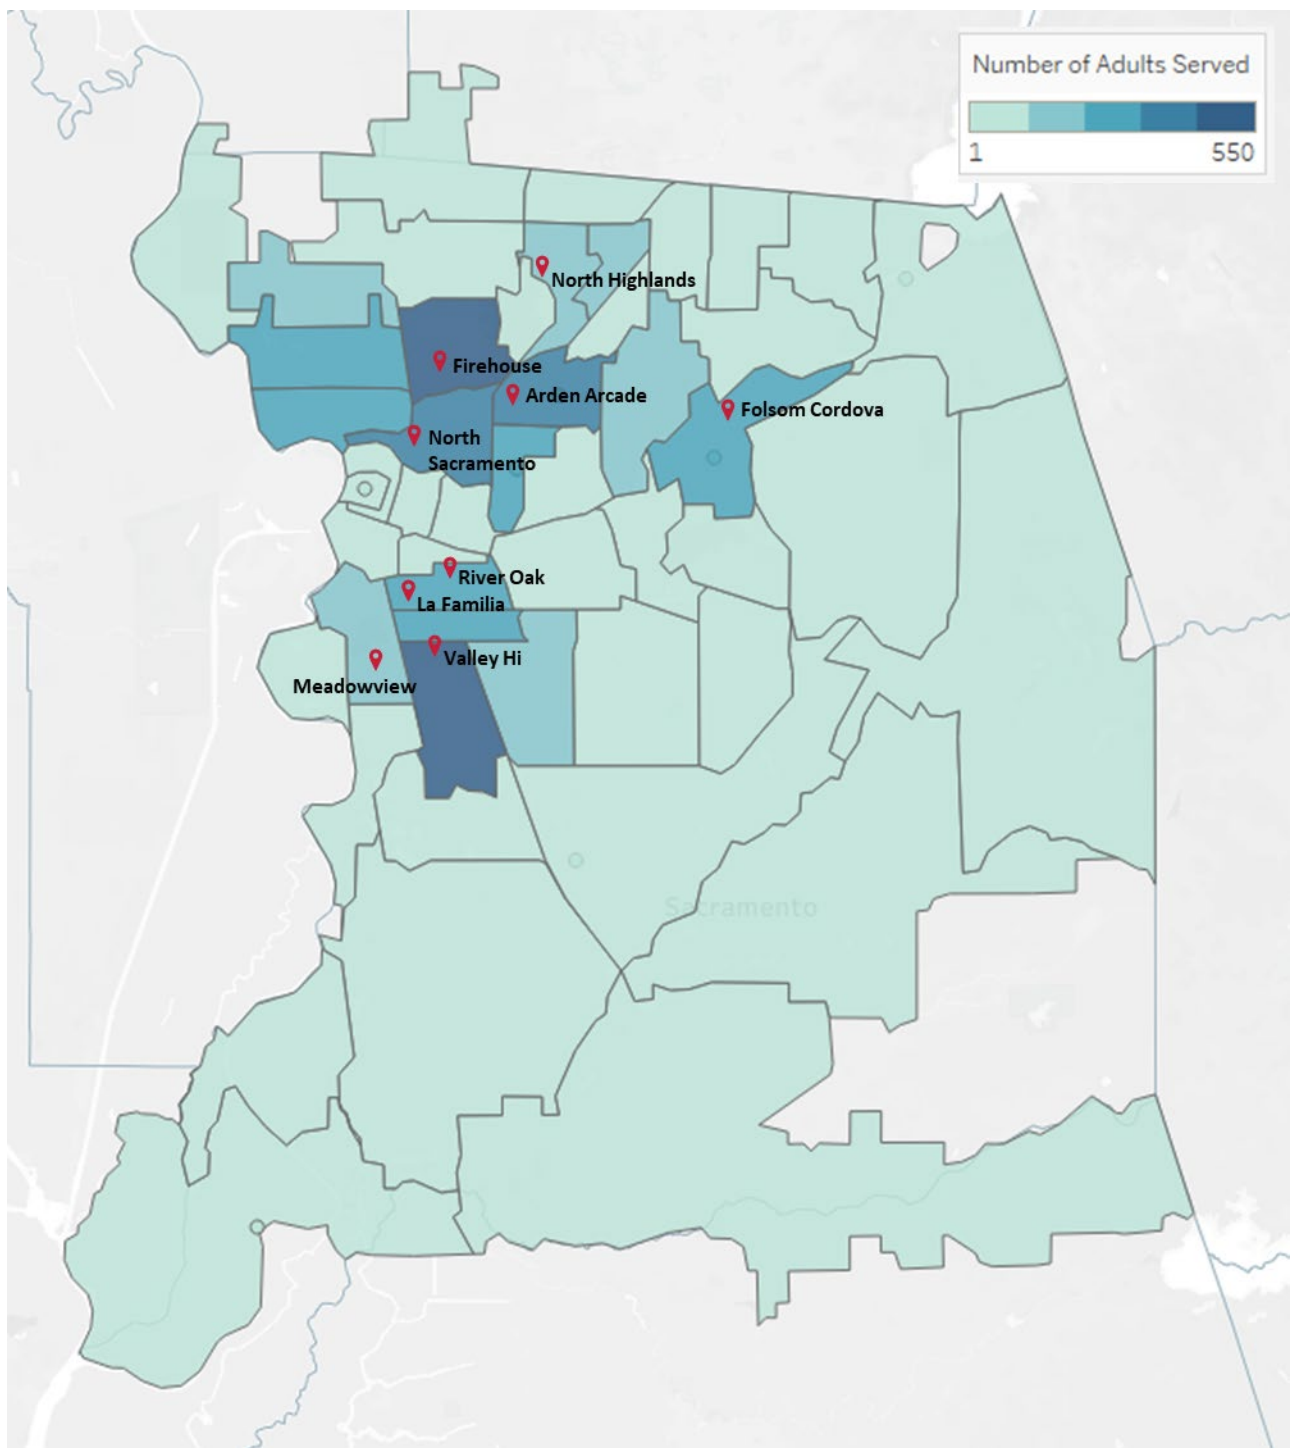 Number of Adults Served
1 550
North Highlands
Firehouse
Arden Arcade
Folsom Cordova
North
Sacramento
River Oak
La Familia
Valley Hi
Meadowview
Sacramento